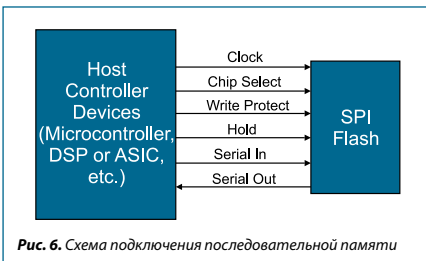 Host
Controller
Devices
(Microcontroller,
DSP or ASIC,
etc.)
Clock
Chip Select
Write Protect
Hold
Serial In
Serial Out
SPI
Flash
Рис. 6. Схема подключения последовательной памяти